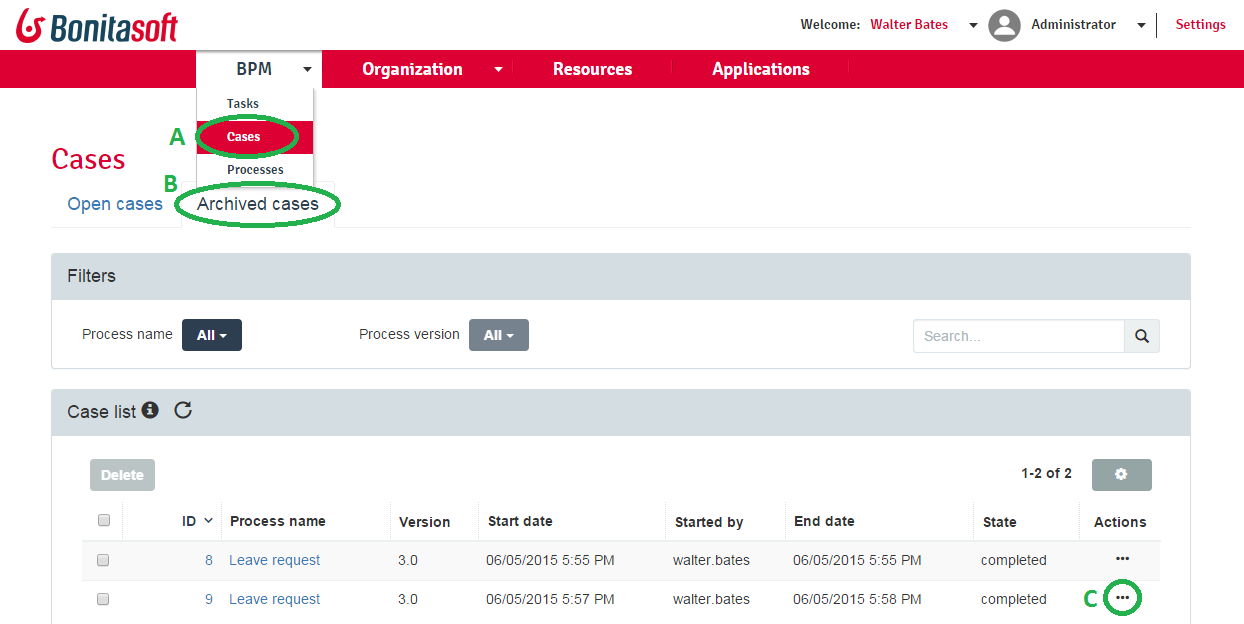 Bonitasoft
Welcome: Walter Bates Administrator Settings
BPM Organization Resources Applications
Tasks
A Cases
Processes
Cases
B
Open cases Archived cases
Filters
Process name All Process version All Search...
Case list
Delete 1-2 of 2
ID Process name Version Start date Started by End date State Actions
8 Leave request 3.0 06/05/2015 5:55 PM walter.bates 06/05/2015 5:55 PM completed ...
9 Leave request 3.0 06/05/2015 5:57 PM walter.bates 06/05/2015 5:58 PM completed C ...